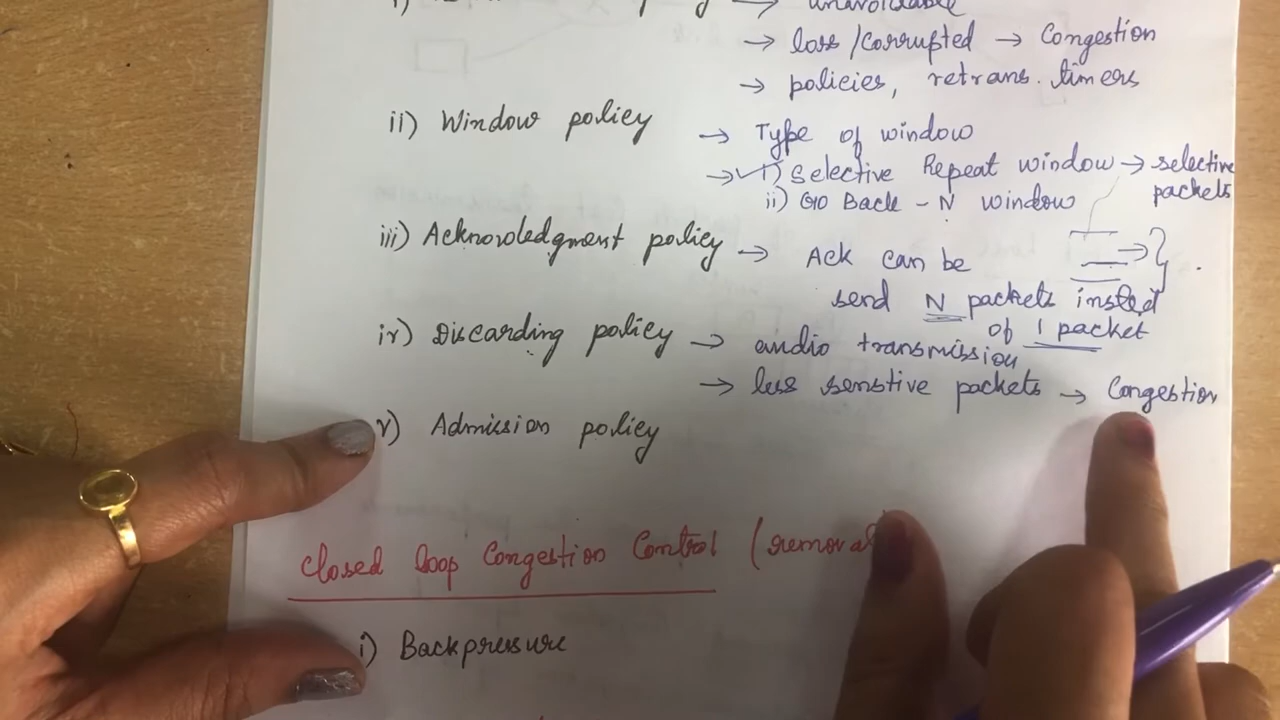 → unavoidable
→ loss / corrupted → Congestion
→ policies, retrans. timers
ii) Window policy → Type of window
→ ✓ i) Selective Repeat window → selective packets
ii) GO Back - N window
iii) Acknowledgment policy → Ack can be
send N packets insted
of 1 packet
iv) Discarding policy → audio transmission
→ less senstive packets → Congestion
v) Admission policy
Closed loop Congestion Control (removal
i) Backpressure